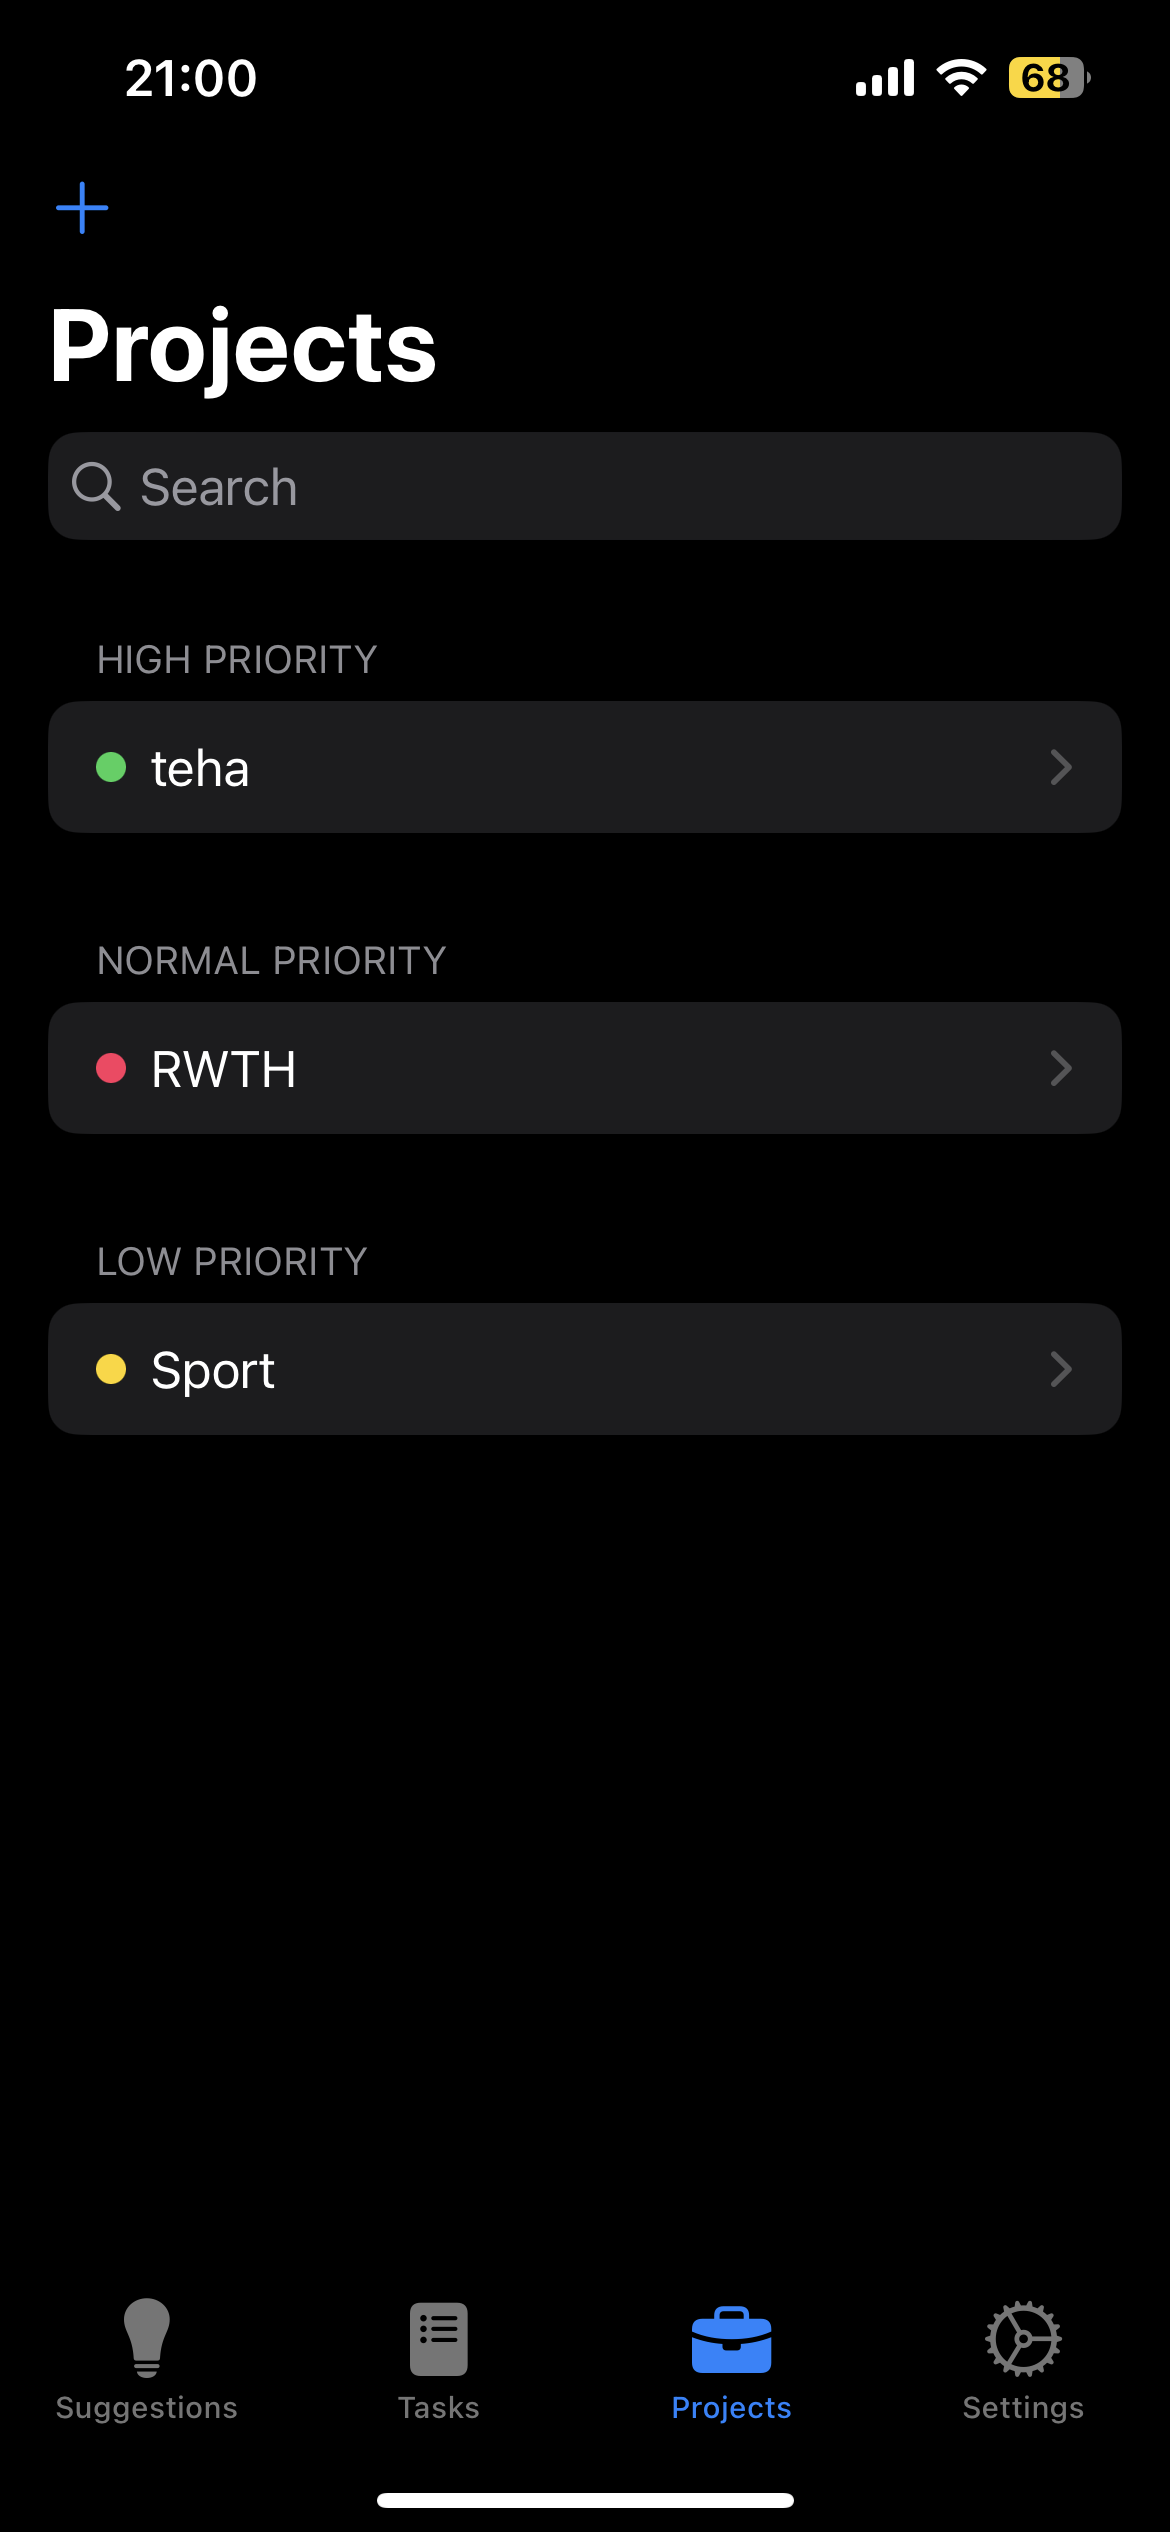 21:00
68
Projects
Search
HIGH PRIORITY
teha
NORMAL PRIORITY
RWTH
LOW PRIORITY
Sport
Suggestions
Tasks
Projects
Settings